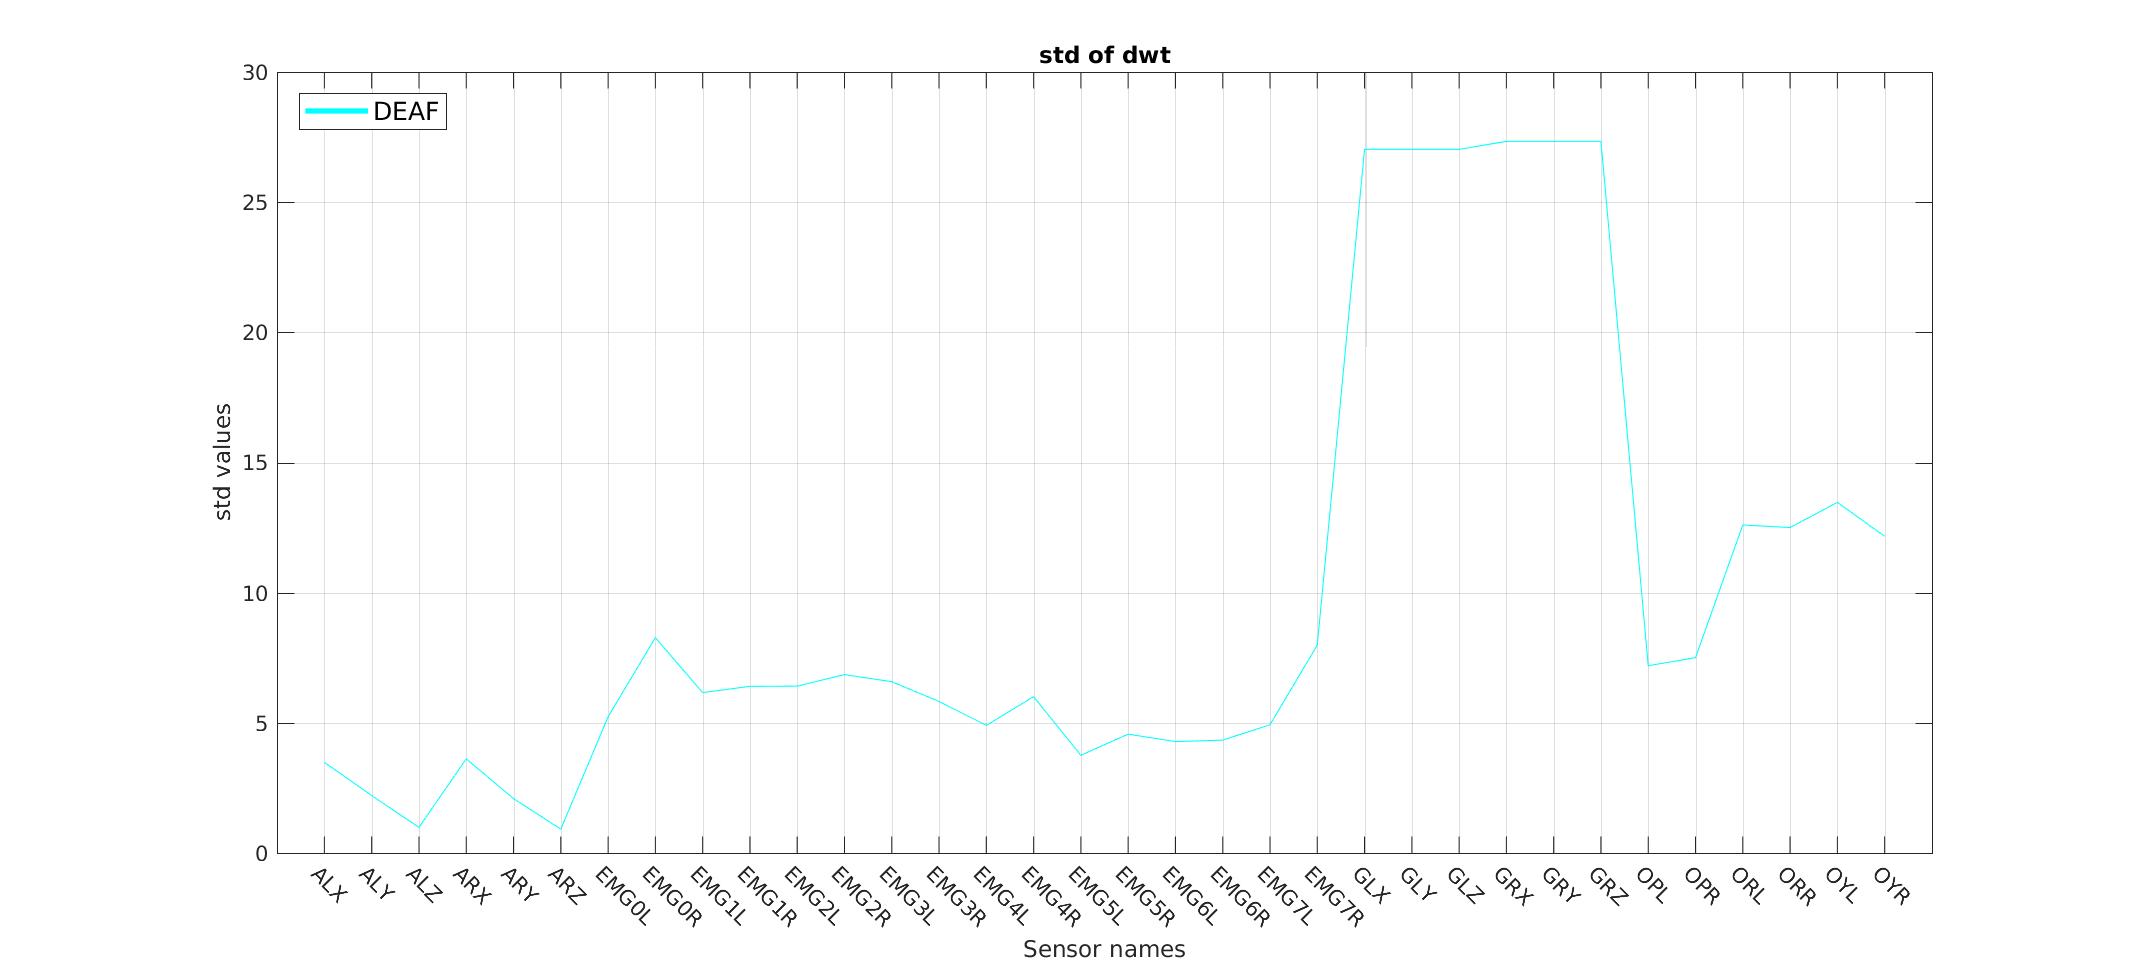 std of dwt
DEAF
30
25
20
15
10
5
0
std values
ALX
ALY
ALZ
ARX
ARY
ARZ
EMG0L
EMG0R
EMG1L
EMG1R
EMG2L
EMG2R
EMG3L
EMG3R
EMG4L
EMG4R
EMG5L
EMG5R
EMG6L
EMG6R
EMG7L
EMG7R
GLX
GLY
GLZ
GRX
GRY
GRZ
OPL
OPR
ORL
ORR
OYL
OYR
Sensor names